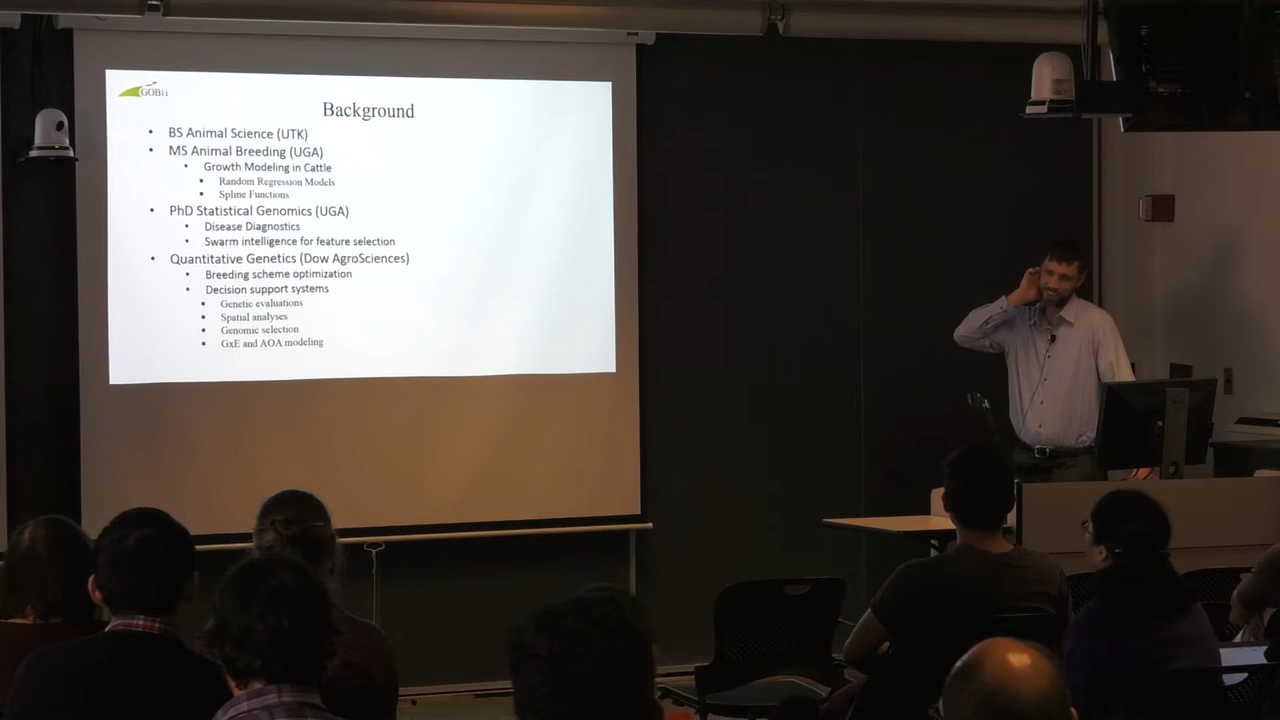 GOBii
Background
• BS Animal Science (UTK)
• MS Animal Breeding (UGA)
• Growth Modeling in Cattle
• Random Regression Models
• Spline Functions
• PhD Statistical Genomics (UGA)
• Disease Diagnostics
• Swarm intelligence for feature selection
• Quantitative Genetics (Dow AgroSciences)
• Breeding scheme optimization
• Decision support systems
• Genetic evaluations
• Spatial analyses
• Genomic selection
• GxE and AOA modeling